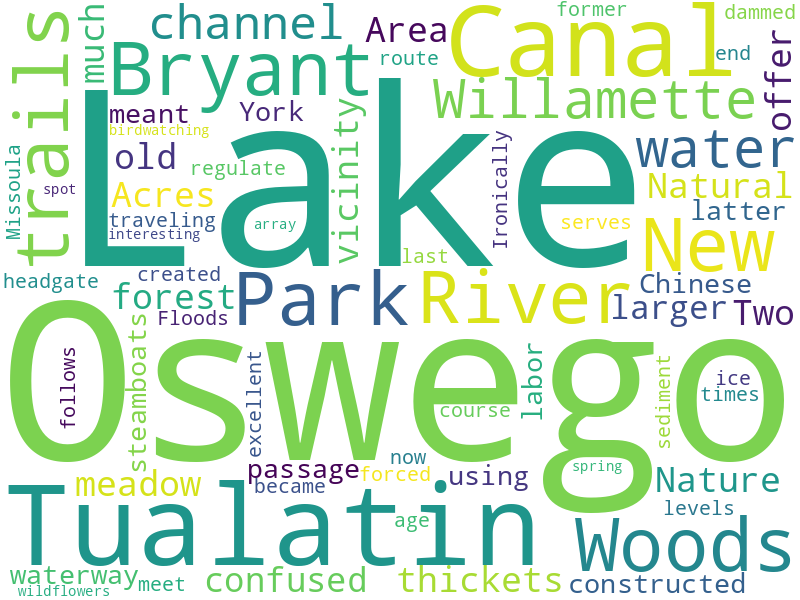 former
dammed
channel
Area
Canal
much
trails
Bryant
route
end
offer
meant
York
Willamette
birdwatching
vicinity
Lake
old
water
Missoula
regulate
Ironically
spot
Acres
Natural
traveling
array
serves
latter
interesting
New
last
headgate
created
Chinese
forest
Park
River
larger
Two
Floods
steamboats
Oswego
follows
excellent
labor
ice
sediment
times
course
now
passage
forced
using
spring
meadow
became
Nature
Tualatin
levels
age
Woods
waterway
meet
confused
thickets
constructed
wildflowers